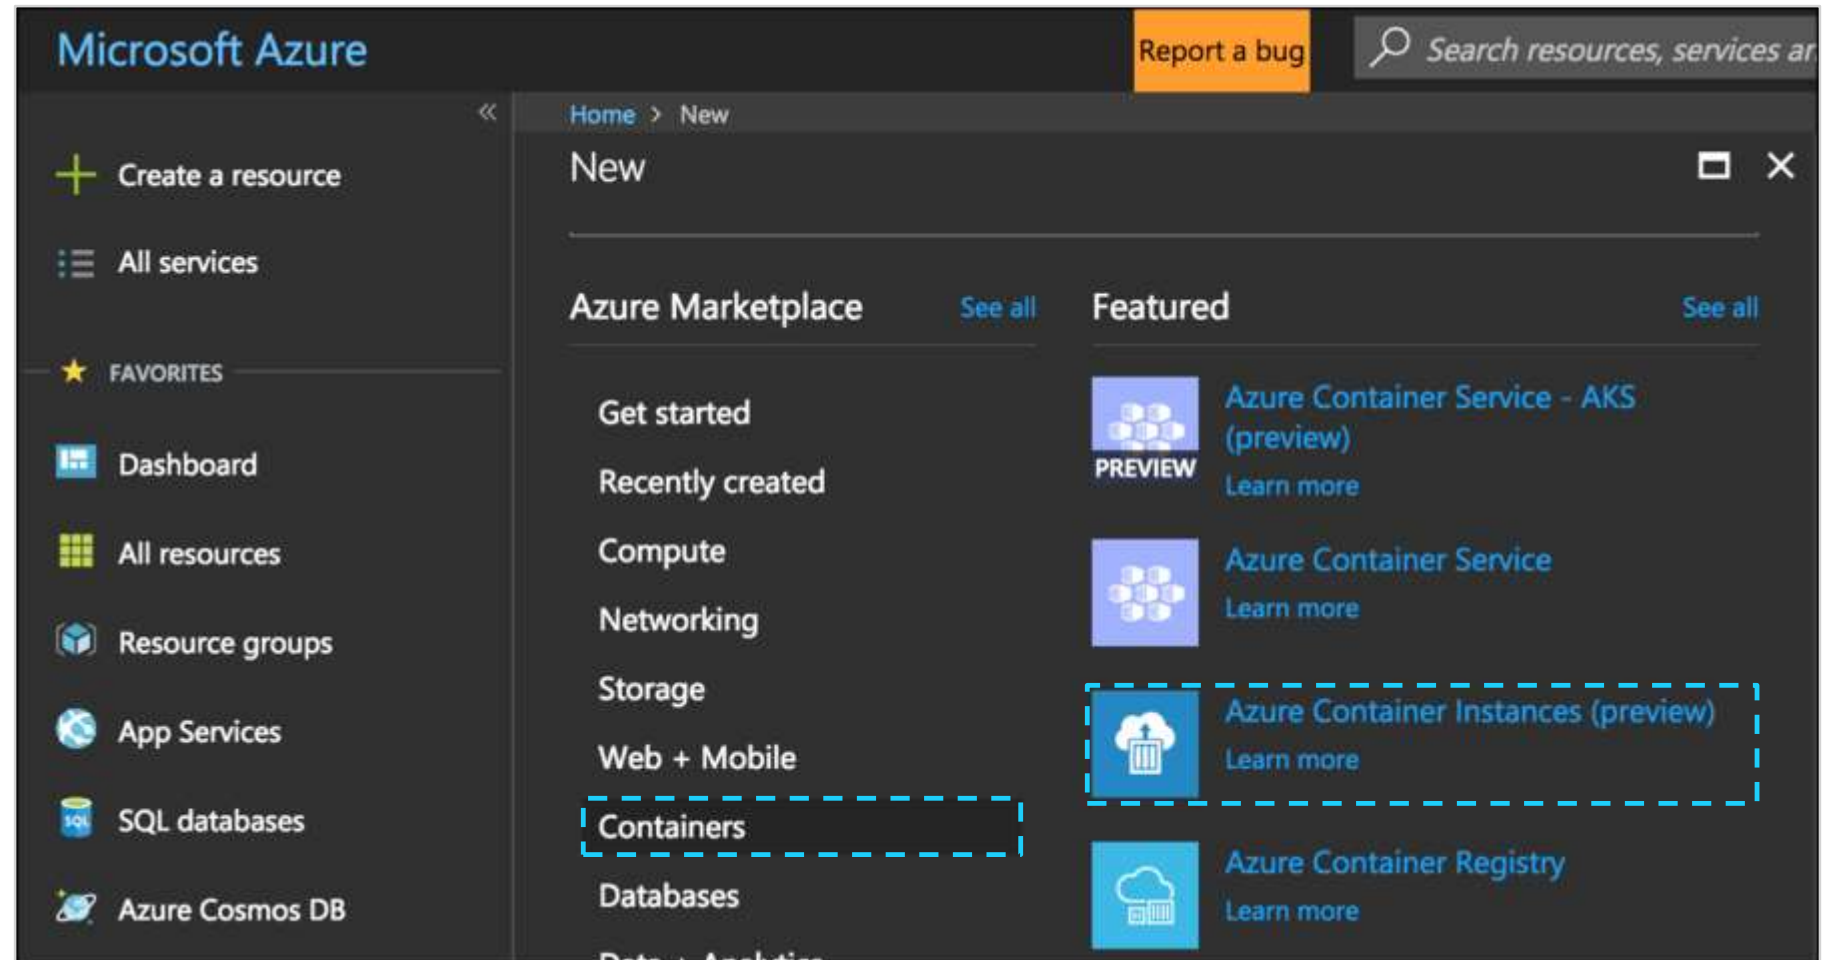 Microsoft Azure
Report a bug
Search resources, services ar
Home > New
New
Create a resource
All services
FAVORITES
Dashboard
All resources
Resource groups
App Services
SQL
SQL databases
Azure Cosmos DB
Azure Marketplace
See all
Get started
Recently created
Compute
Networking
Storage
Web + Mobile
Containers
Databases
Data + Analytics
Featured
See all
PREVIEW
Azure Container Service - AKS
(preview)
Learn more
Azure Container Service
Learn more
Azure Container Instances (preview)
Learn more
Azure Container Registry
Learn more